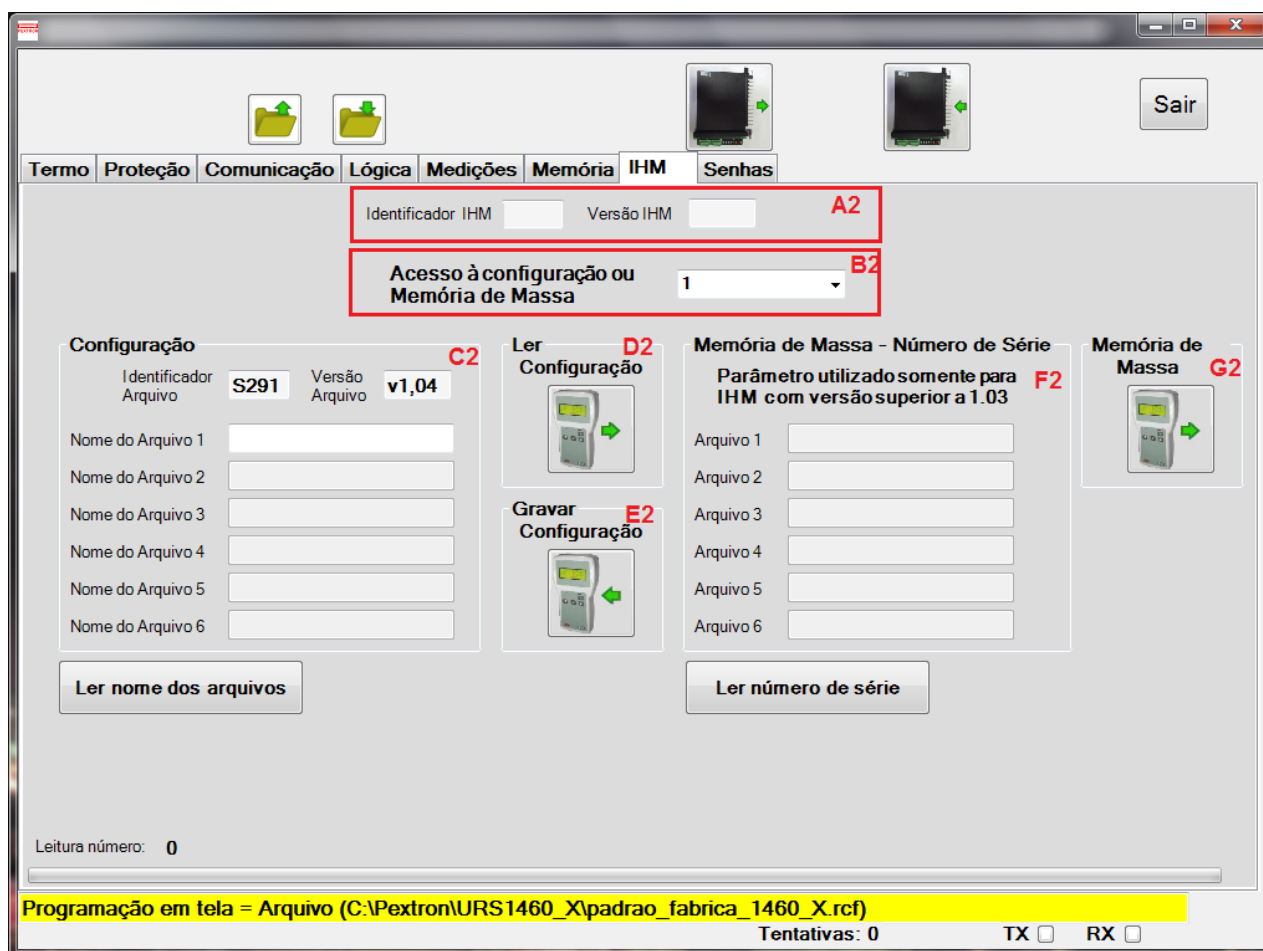 PEXTRON
Sair
Termo Proteção Comunicação Lógica Medições Memória IHM Senhas
Identificador IHM Versão IHM A2
Acesso à configuração ou
Memória de Massa
1
B2
Configuração
C2
Identificador
Arquivo
S291
Versão
Arquivo
v1,04
Nome do Arquivo 1
Nome do Arquivo 2
Nome do Arquivo 3
Nome do Arquivo 4
Nome do Arquivo 5
Nome do Arquivo 6
Ler nome dos arquivos
Ler D2
Configuração
Gravar E2
Configuração
Memória de Massa - Número de Série
Parâmetro utilizado somente para
IHM com versão superior a 1.03
F2
Arquivo 1
Arquivo 2
Arquivo 3
Arquivo 4
Arquivo 5
Arquivo 6
Ler número de série
Memória de
Massa G2
Leitura número: 0
Programação em tela = Arquivo (C:\Pextron\URS1460_X\padrao_fabrica_1460_X.rcf)
Tentativas: 0 TX RX